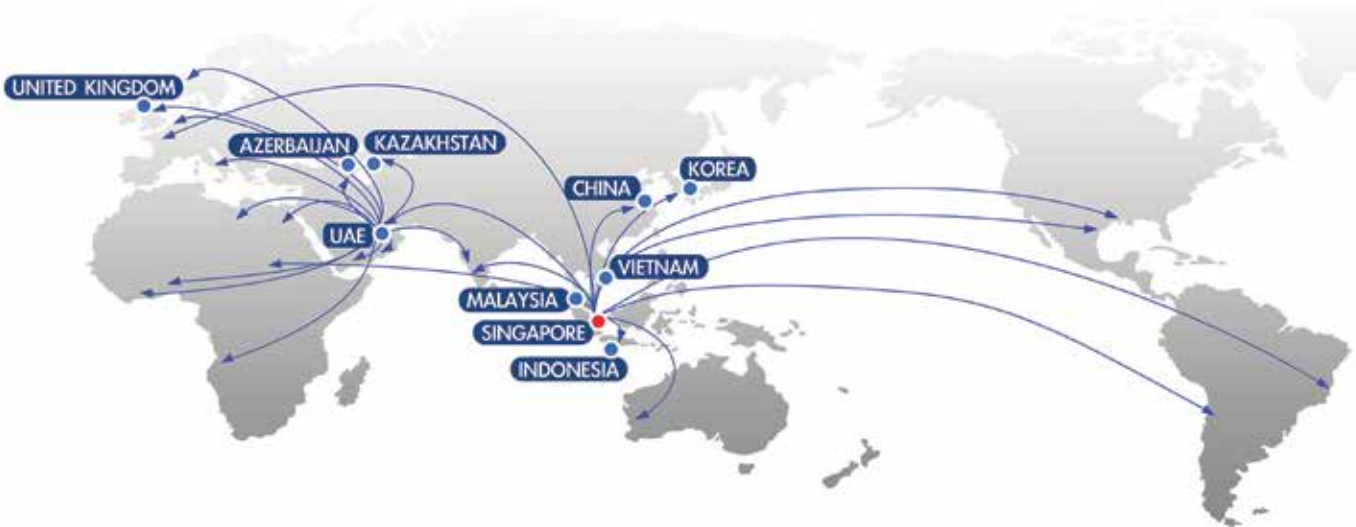 UNITED KINGDOM
AZERBAIJAN
KAZAKHSTAN
CHINA
KOREA
UAE
VIETNAM
MALAYSIA
SINGAPORE
INDONESIA